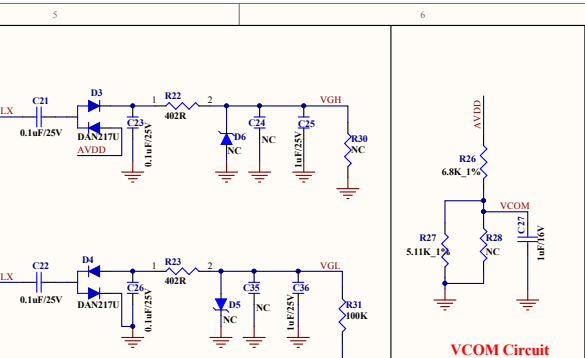 5
6
LX
C21
0.1uF/25V
D3
DAN217U
AVDD
C23
0.1uF/25V
1
R22
402R
2
D6
NC
C24
NC
C25
1uF/25V
VGH
R30
NC
LX
C22
0.1uF/25V
D4
DAN217U
C26
0.1uF/25V
1
R23
402R
2
D5
NC
C35
NC
C36
1uF/25V
VGL
R31
100K
AVDD
R26
6.8K_1%
VCOM
R27
5.11K_1%
R28
NC
C27
1uF/16V
VCOM Circuit